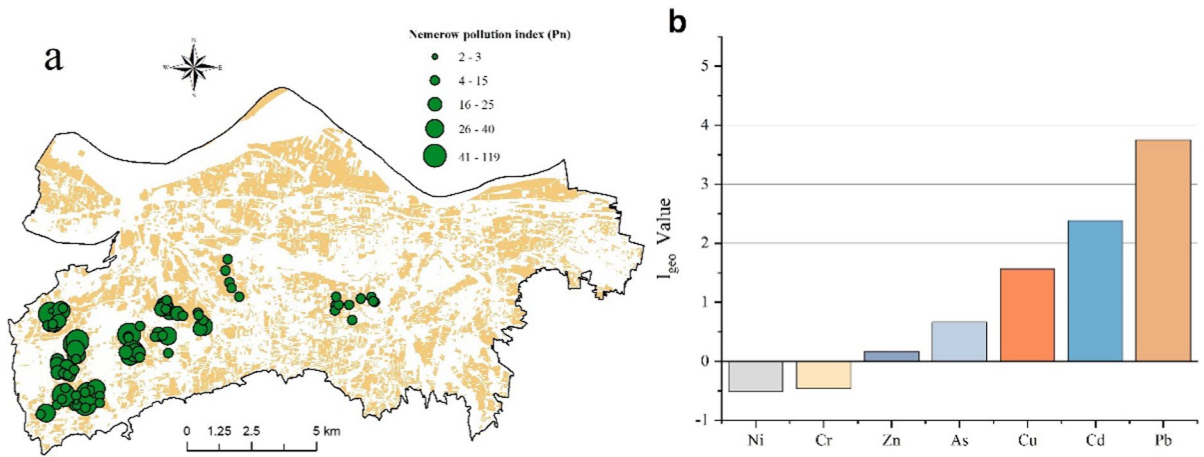 a
N
W
E
N
Nemerow pollution index (Pn)
2 - 3
4 - 15
16 - 25
26 - 40
41 - 119
0 1.25 2.5 5 km
b
5
4
3
2
1
0
-1
Igeo Value
Ni Cr Zn As Cu Cd Pb